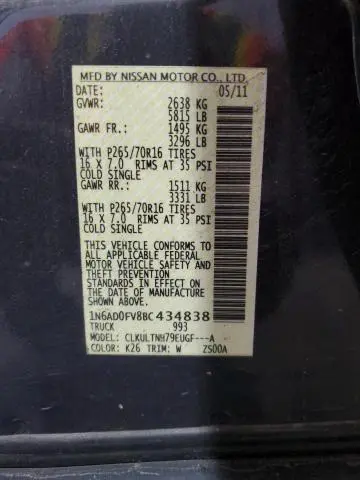 MFD BY NISSAN MOTOR CO., LTD.
DATE: 05/11
GVWR: 2638 KG
5815 LB
GAWR FR.: 1495 KG
3296 LB
WITH P265/70R16 TIRES
16 X 7.0 RIMS AT 35 PSI
COLD SINGLE
GAWR RR.: 1511 KG
3331 LB
WITH P265/70R16 TIRES
16 X 7.0 RIMS AT 35 PSI
COLD SINGLE
THIS VEHICLE CONFORMS TO
ALL APPLICABLE FEDERAL
MOTOR VEHICLE SAFETY AND
THEFT PREVENTION
STANDARDS IN EFFECT ON
THE DATE OF MANUFACTURE
SHOWN ABOVE.
1N6AD0FV8BC434838
TRUCK 993
MODEL: CLKULTNH79EUGF---A
COLOR: K26 TRIM: W ZS00A